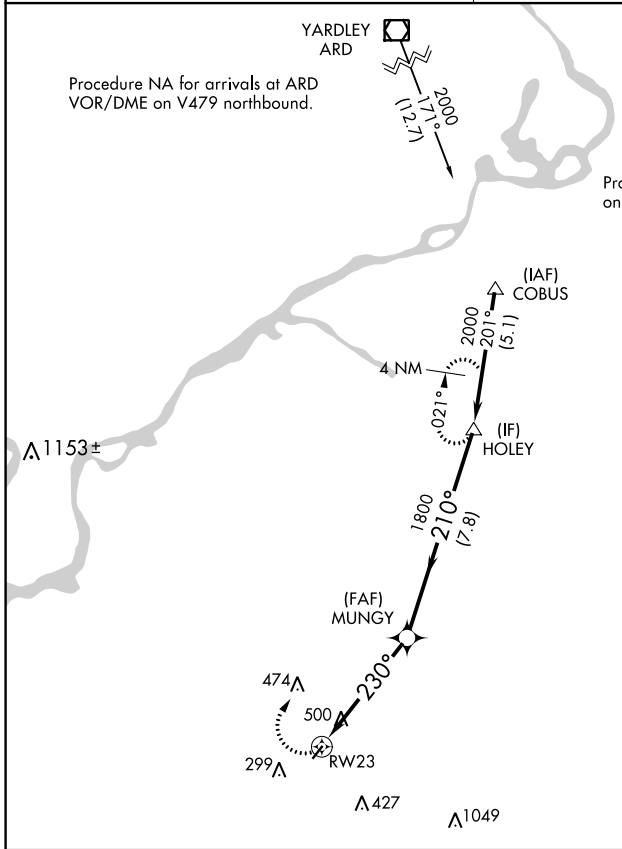 YARDLEY
ARD
Procedure NA for arrivals at ARD
VOR/DME on V479 northbound.
2000
171°
(12.7)
Pro
on
(IAF)
COBUS
2000
201°
(5.1)
4 NM
021°
(IF)
HOLEY
1153±
1800
210°
(7.8)
(FAF)
MUNGY
230°
474
500
RW23
299
427
1049